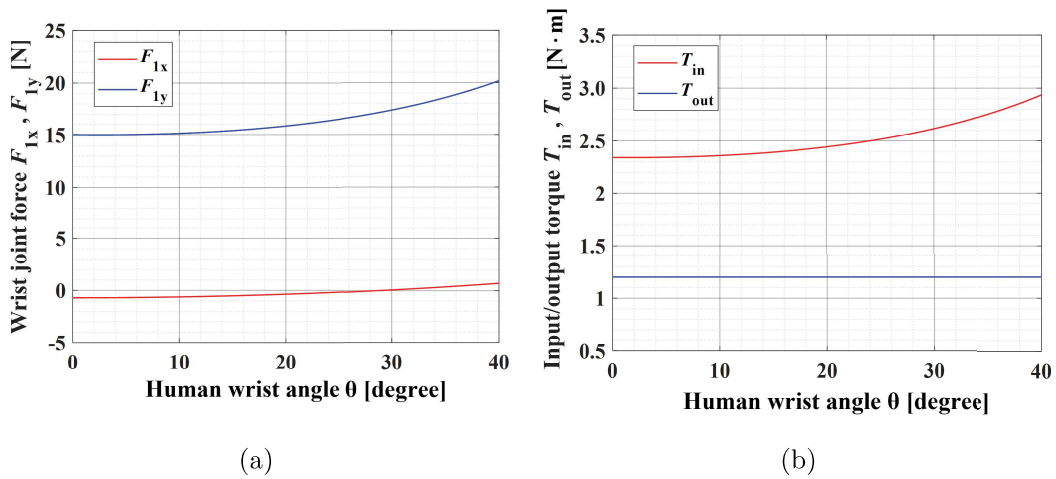 Wrist joint force F1x , F1y [N]
25
20
15
10
5
0
-5
F1x
F1y
0 10 20 30 40
Human wrist angle θ [degree]
(a)
Input/output torque Tin , Tout [N·m]
3.5
3.0
2.5
2.0
1.5
1
0.5
Tin
Tout
0 10 20 30 40
Human wrist angle θ [degree]
(b)